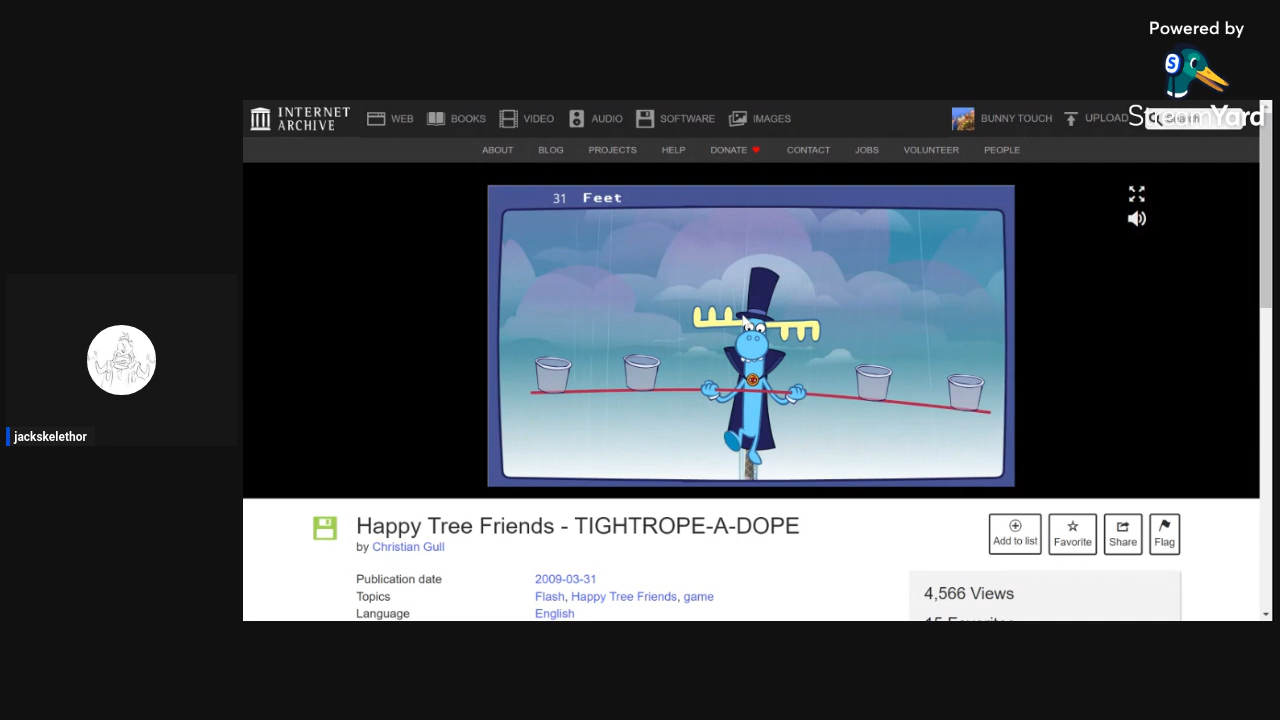 Powered by
S
StreamYard
INTERNET ARCHIVE
WEB BOOKS VIDEO AUDIO SOFTWARE IMAGES
BUNNY TOUCH UPLOAD
ABOUT BLOG PROJECTS HELP DONATE CONTACT JOBS VOLUNTEER PEOPLE
31 Feet
jackskelethor
Happy Tree Friends - TIGHTROPE-A-DOPE
by Christian Gull
Add to list Favorite Share Flag
Publication date 2009-03-31
Topics Flash, Happy Tree Friends, game
Language English
4,566 Views
15 Favorites